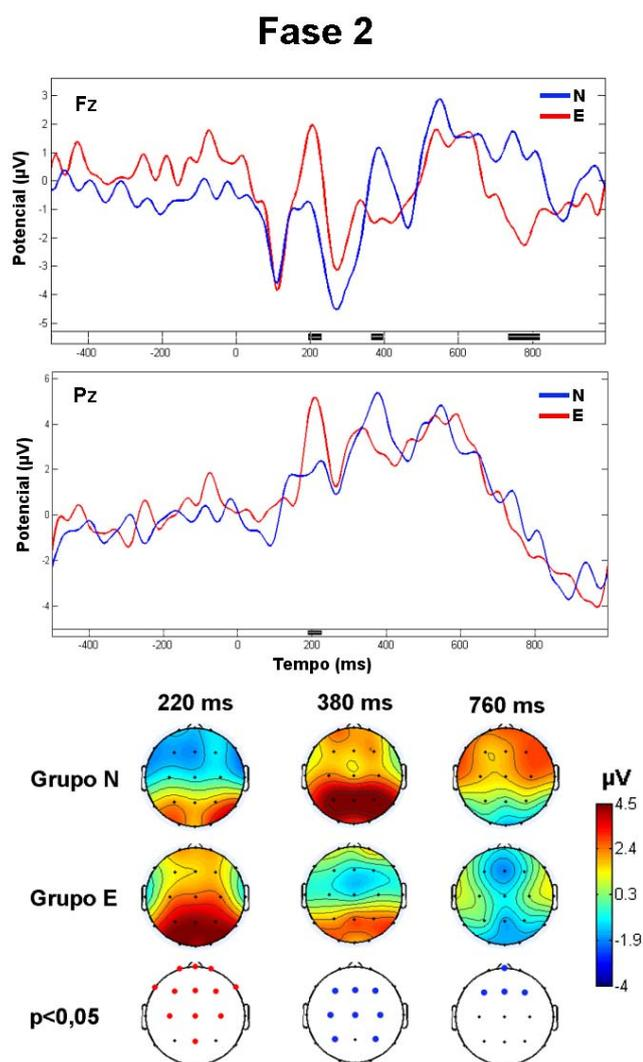 Fase 2
Fz
N
E
Potencial (µV)
3
2
1
0
-1
-2
-3
-4
-5
-400 -200 0 200 400 600 800
Pz
N
E
Potencial (µV)
6
4
2
0
-2
-4
-400 -200 0 200 400 600 800
Tempo (ms)
220 ms 380 ms 760 ms
Grupo N
Grupo E
p<0,05
µV
4.5
2.4
0.3
-1.9
-4